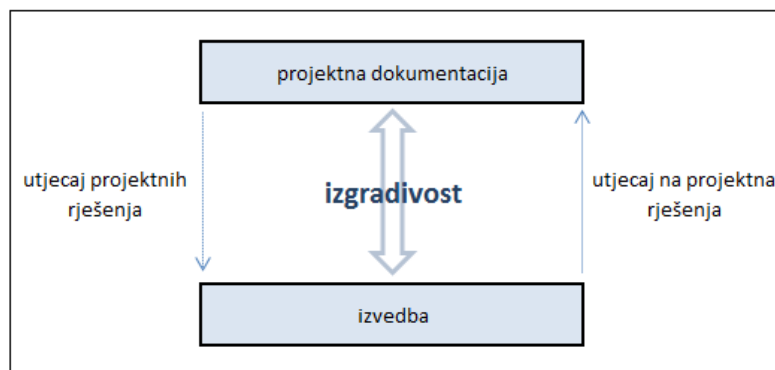 projektna dokumentacija
utjecaj projektnih
rješenja
izgradivost
utjecaj na projektna
rješenja
izvedba